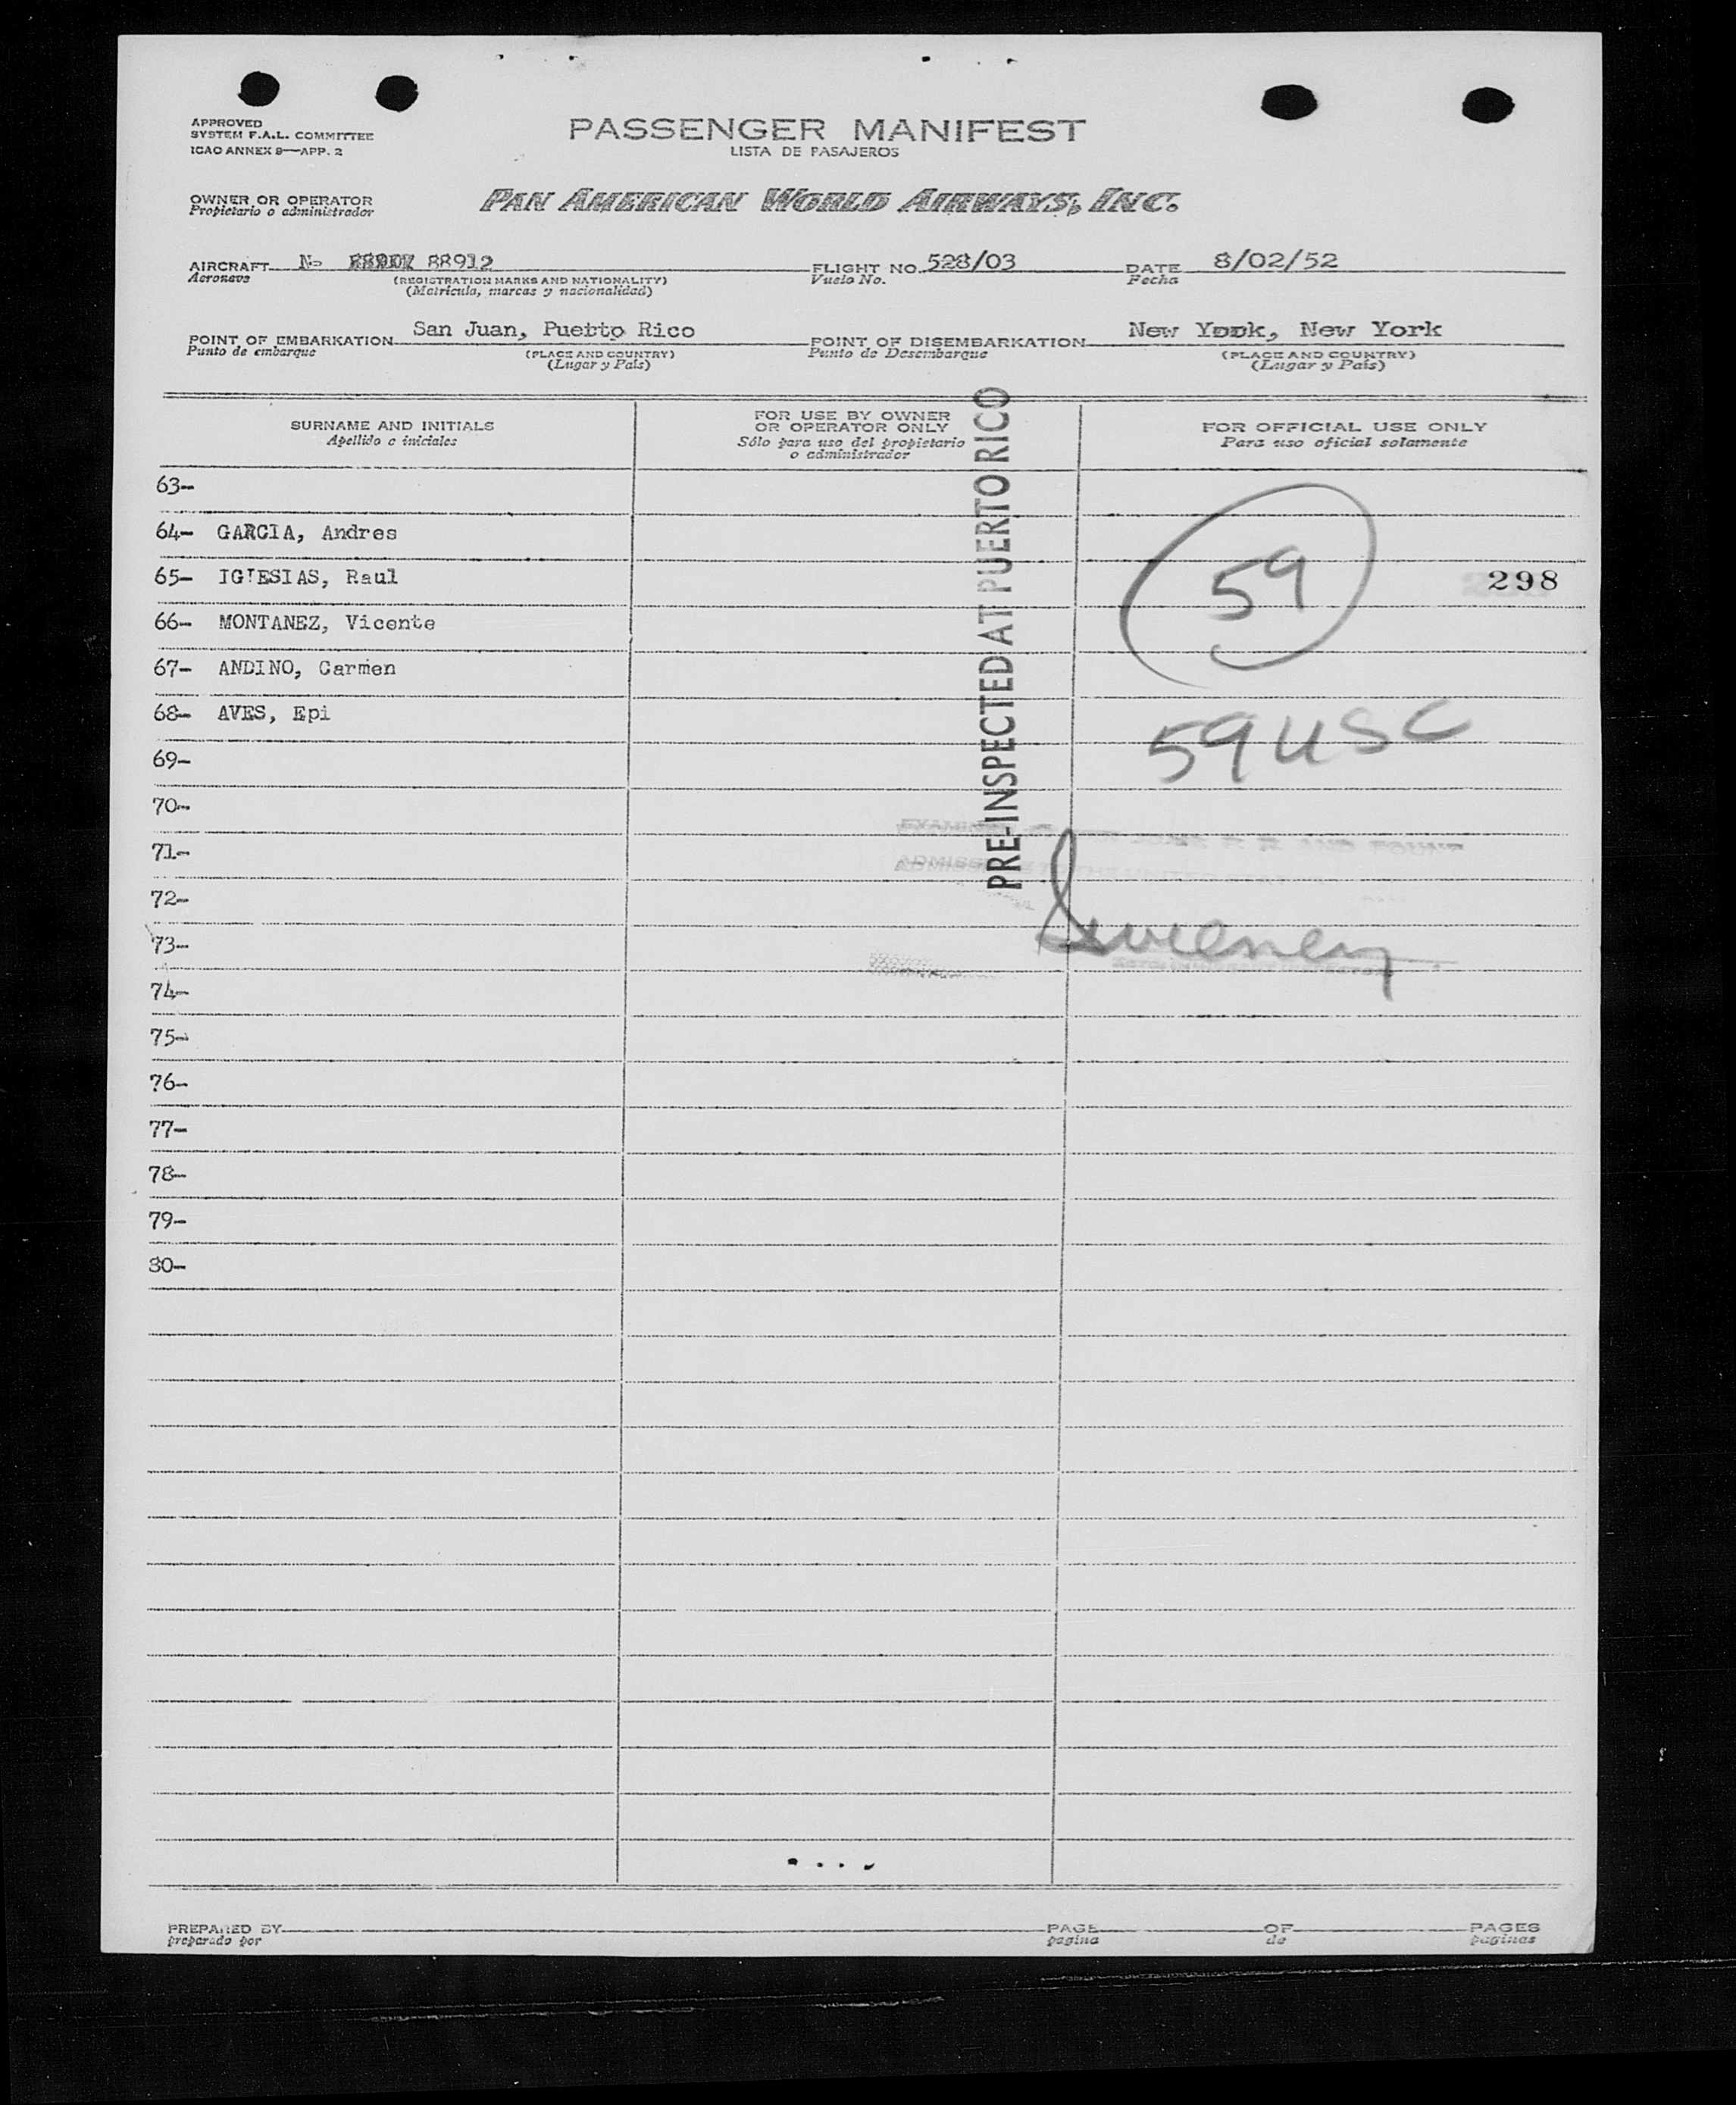 APPROVED
SYSTEM F.A.L. COMMITTEE
ICAO ANNEX 9—APP. 2
PASSENGER MANIFEST
LISTA DE PASAJEROS
OWNER OR OPERATOR
Propietario o administrador
PAN AMERICAN WORLD AIRWAYS, INC.
AIRCRAFT N- 88912
Aeronave
(REGISTRATION MARKS AND NATIONALITY)
(Matrícula, marcas y nacionalidad)
FLIGHT NO. 528/03
Vuelo No.
DATE 8/02/52
Fecha
POINT OF EMBARKATION San Juan, Puerto Rico
Punto de embarque
(PLACE AND COUNTRY)
(Lugar y País)
POINT OF DISEMBARKATION New Yook, New York
Punto de Desembarque
(PLACE AND COUNTRY)
(Lugar y País)
SURNAME AND INITIALS
Apellido e iniciales
FOR USE BY OWNER
OR OPERATOR ONLY
Sólo para uso del propietario
o administrador
FOR OFFICIAL USE ONLY
Para uso oficial solamente
PRE-INSPECTED AT PUERTO RICO
63-
64- GARCIA, Andres
65- IGLESIAS, Raul
59
298
66- MONTANEZ, Vicente
67- ANDINO, Carmen
68- AVES, Epi
59 USC
69-
70-
71-
72-
73-
Sweeney
74-
75-
76-
77-
78-
79-
80-
PREPARED BY
preparado por
PAGE
pagina
OF
de
PAGES
paginas